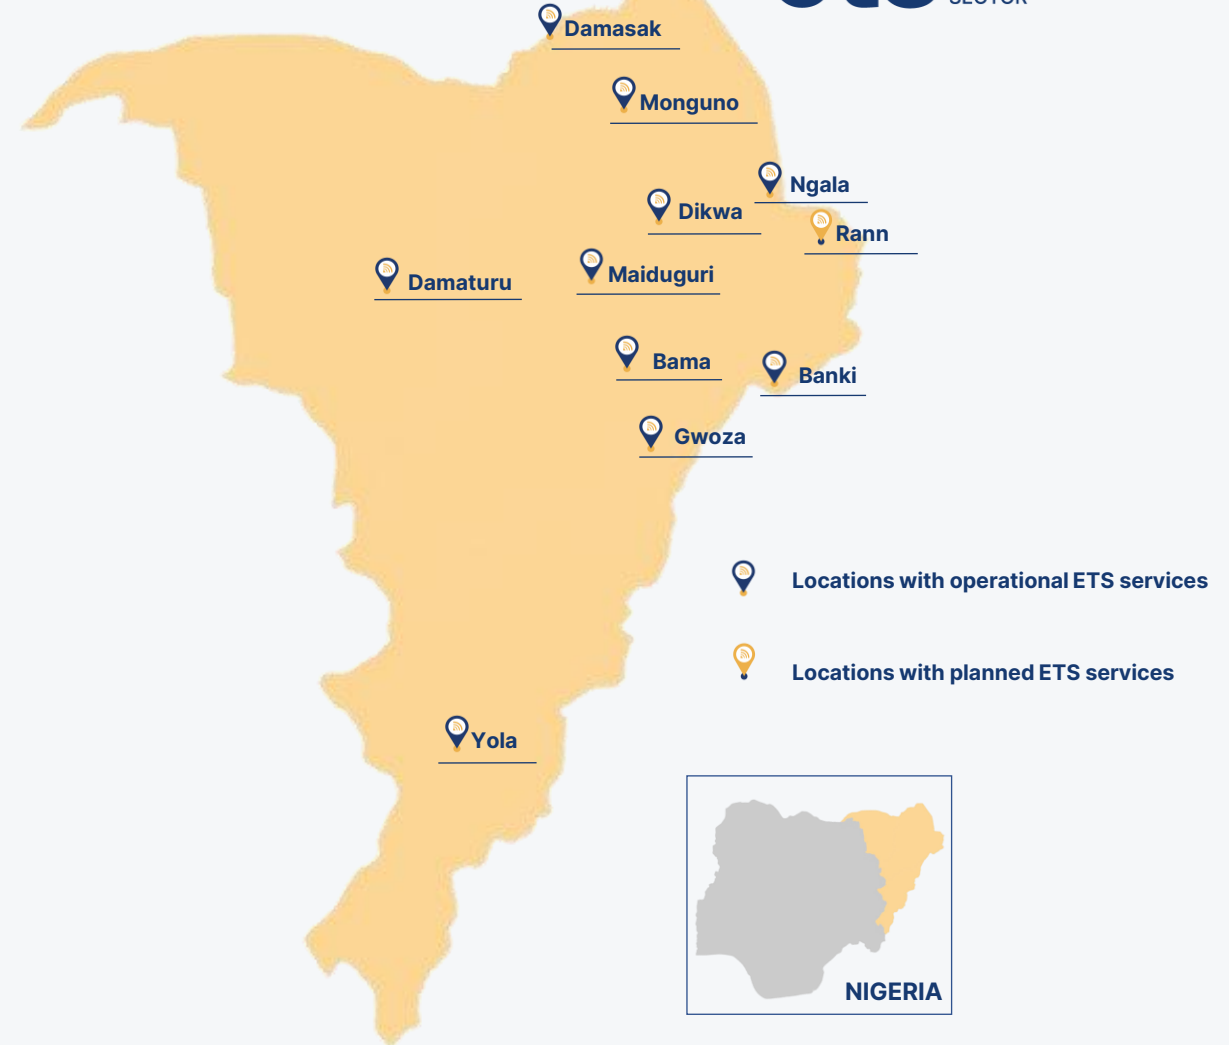 SECTOR
Damasak
Monguno
Ngala
Dikwa
Rann
Maiduguri
Damaturu
Bama
Banki
Gwoza
Locations with operational ETS services
Locations with planned ETS services
Yola
NIGERIA